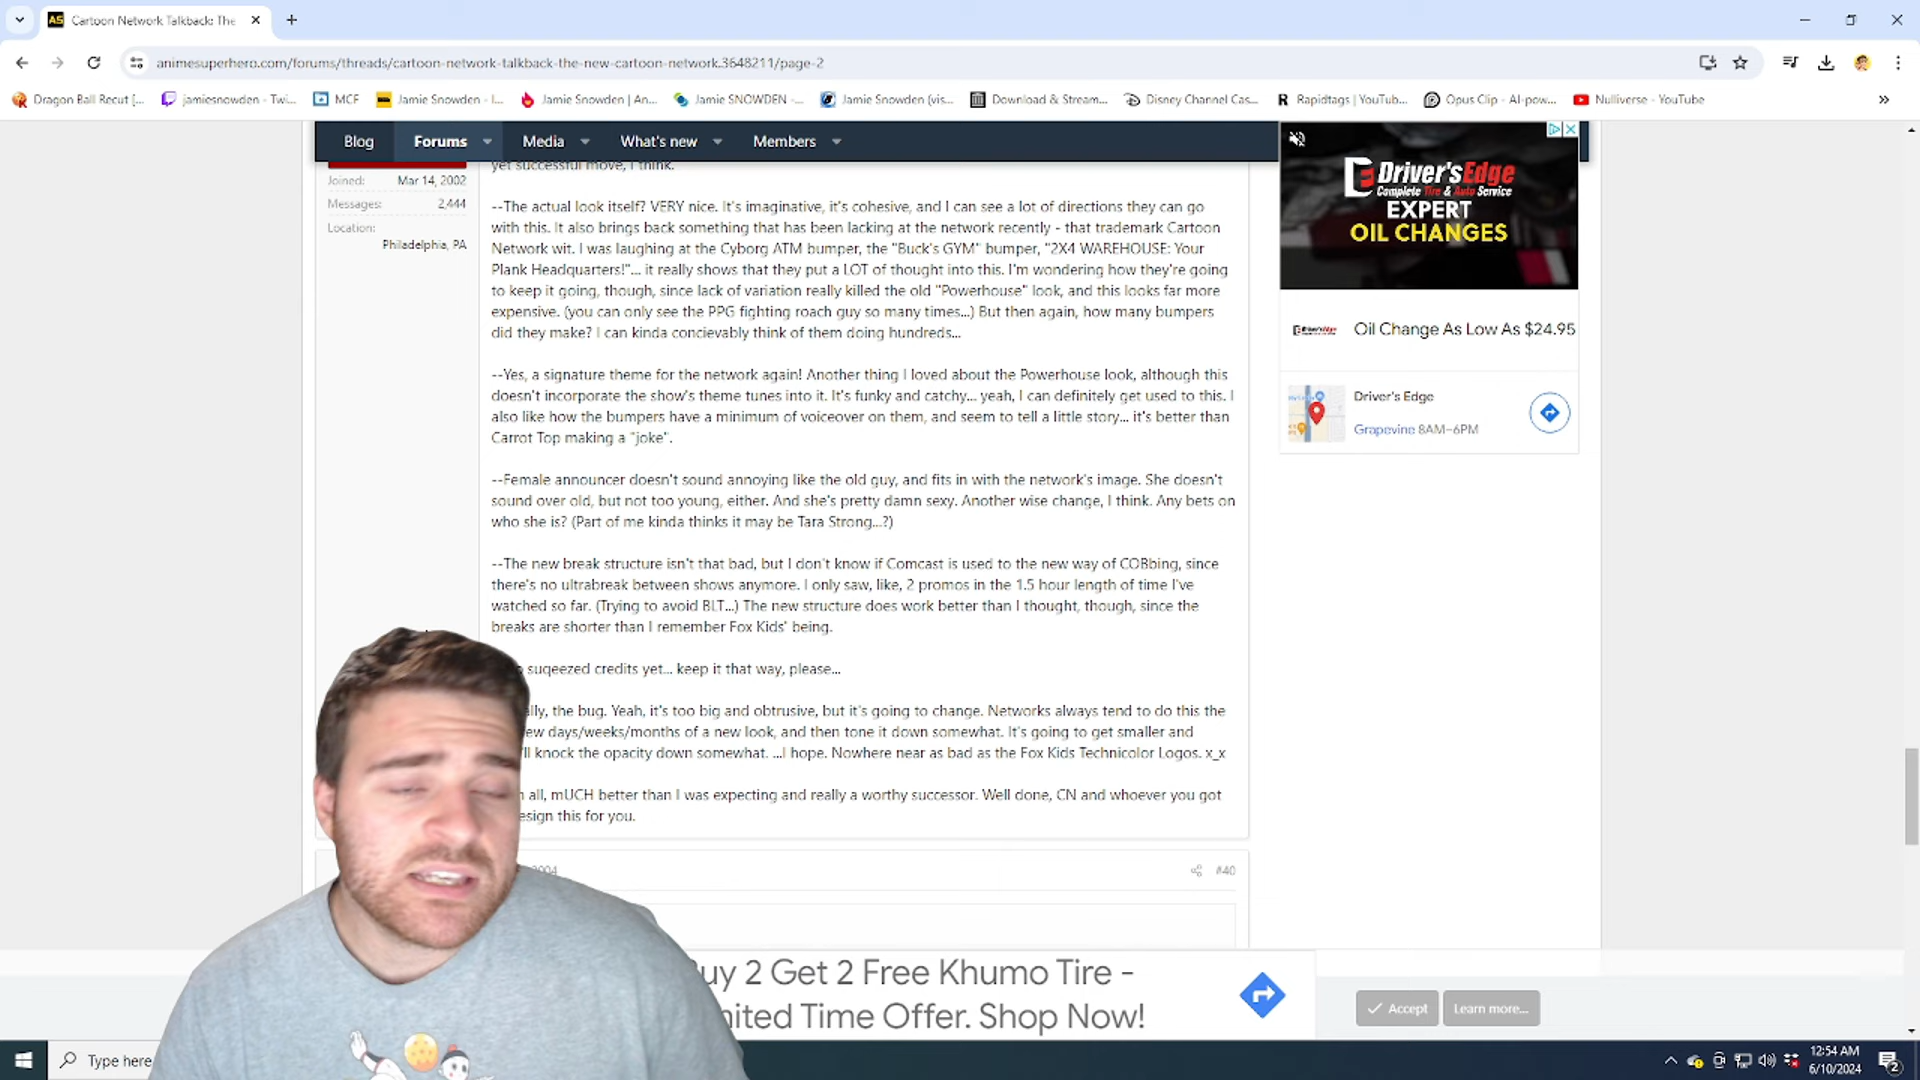 AS Cartoon Network Talkback: The
animesuperhero.com/forums/threads/cartoon-network-talkback-the-new-cartoon-network.3648211/page-2
Dragon Ball Recut [...
jamiesnowden - Twi...
MCF
Jamie Snowden - I...
Jamie Snowden | An...
Jamie SNOWDEN -...
Jamie Snowden (vis...
Download & Stream...
Disney Channel Cas...
Rapidtags | YouTub...
Opus Clip - AI-pow...
Nulliverse - YouTube
Blog Forums Media What's new Members
yet successful move, I think.
Joined: Mar 14, 2002
Messages: 2,444
Location:
Philadelphia, PA
--The actual look itself? VERY nice. It's imaginative, it's cohesive, and I can see a lot of directions they can go
with this. It also brings back something that has been lacking at the network recently - that trademark Cartoon
Network wit. I was laughing at the Cyborg ATM bumper, the "Buck's GYM" bumper, "2X4 WAREHOUSE: Your
Plank Headquarters!"... it really shows that they put a LOT of thought into this. I'm wondering how they're going
to keep it going, though, since lack of variation really killed the old "Powerhouse" look, and this looks far more
expensive. (you can only see the PPG fighting roach guy so many times...) But then again, how many bumpers
did they make? I can kinda concievably think of them doing hundreds...
--Yes, a signature theme for the network again! Another thing I loved about the Powerhouse look, although this
doesn't incorporate the show's theme tunes into it. It's funky and catchy... yeah, I can definitely get used to this. I
also like how the bumpers have a minimum of voiceover on them, and seem to tell a little story... it's better than
Carrot Top making a "joke".
--Female announcer doesn't sound annoying like the old guy, and fits in with the network's image. She doesn't
sound over old, but not too young, either. And she's pretty damn sexy. Another wise change, I think. Any bets on
who she is? (Part of me kinda thinks it may be Tara Strong...?)
--The new break structure isn't that bad, but I don't know if Comcast is used to the new way of COBbing, since
there's no ultrabreak between shows anymore. I only saw, like, 2 promos in the 1.5 hour length of time I've
watched so far. (Trying to avoid BLT...) The new structure does work better than I thought, though, since the
breaks are shorter than I remember Fox Kids' being.
suqeezed credits yet... keep it that way, please...
lly, the bug. Yeah, it's too big and obtrusive, but it's going to change. Networks always tend to do this the
ew days/weeks/months of a new look, and then tone it down somewhat. It's going to get smaller and
'll knock the opacity down somewhat. ...I hope. Nowhere near as bad as the Fox Kids Technicolor Logos. x_x
all, mUCH better than I was expecting and really a worthy successor. Well done, CN and whoever you got
esign this for you.
2004
#40
Driver'sEdge
Complete Tire & Auto Service
EXPERT
OIL CHANGES
Driver'sEdge
Oil Change As Low As $24.95
Driver's Edge
Grapevine 8AM–6PM
uy 2 Get 2 Free Khumo Tire -
mited Time Offer. Shop Now!
Accept
Learn more...
Type here
12:54 AM
6/10/2024
2